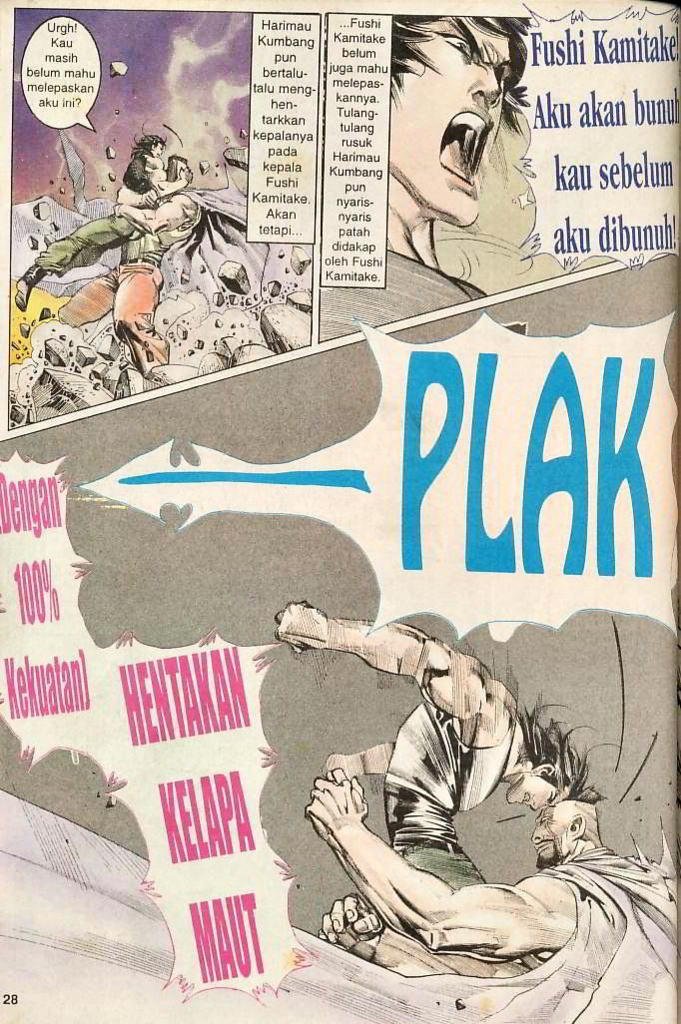 Urgh!
Kau
masih
belum mahu
melepaskan
aku ini?
Harimau
Kumbang
pun
bertalu-
talu meng-
hen-
tarkkan
kepalanya
pada
kepala
Fushi
Kamitake.
Akan
tetapi...
...Fushi
Kamitake
belum
juga mahu
melepas-
kannya.
Tulang-
tulang
rusuk
Harimau
Kumbang
pun
nyaris-
nyaris
patah
didakap
oleh Fushi
Kamitake.
Fushi Kamitake!
Aku akan bunuh
kau sebelum
aku dibunuh!
PLAK
Dengan
100%
Kekuatan)
HENTAKAN
KELAPA
MAUT
28